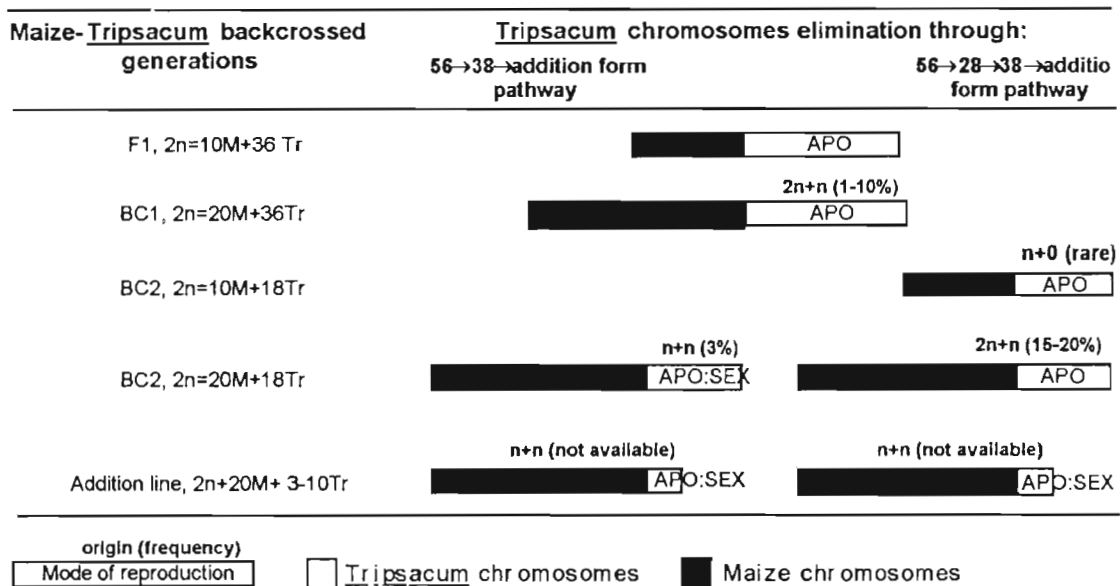 Maize-Tripsacum backcrossed generations
Tripsacum chromosomes elimination through:
56→38→addition form pathway
56→28→38→additio form pathway
F1, 2n=10M+36 Tr
APO
BC1, 2n=20M+36Tr
2n+n (1-10%)
APO
BC2, 2n=10M+18Tr
n+0 (rare)
APO
BC2, 2n=20M+18Tr
n+n (3%)
APO:SEX
2n+n (15-20%)
APO
Addition line, 2n+20M+ 3-10Tr
n+n (not available)
APO:SEX
n+n (not available)
APO:SEX
origin (frequency)
Mode of reproduction
Tripsacum chromosomes
Maize chromosomes